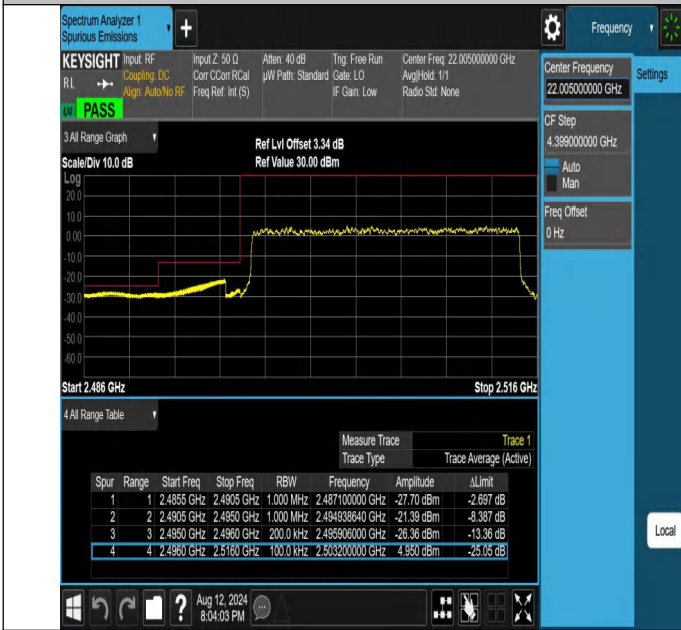 Spectrum Analyzer 1
Spurious Emissions
+
Frequency
KEYSIGHT
RL
PASS
Input: RF
Coupling: DC
Align: Auto/No RF
Input Z: 50 Ω
Corr CCorr RCal
Freq Ref: Int (S)
Atten: 40 dB
µW Path: Standard
Trig: Free Run
Gate: LO
IF Gain: Low
Center Freq: 22.005000000 GHz
Avg|Hold: 1/1
Radio Std: None
3 All Range Graph
Scale/Div 10.0 dB
Ref Lvl Offset 3.34 dB
Ref Value 30.00 dBm
Log
20.0
10.0
0.00
-10.0
-20.0
-30.0
-40.0
-50.0
-60.0
Start 2.486 GHz
Stop 2.516 GHz
4 All Range Table
Measure Trace Trace 1
Trace Type Trace Average (Active)
Spur Range Start Freq Stop Freq RBW Frequency Amplitude ΔLimit
1 1 2.4855 GHz 2.4905 GHz 1.000 MHz 2.487100000 GHz -27.70 dBm -2.697 dB
2 2 2.4905 GHz 2.4950 GHz 1.000 MHz 2.494938640 GHz -21.39 dBm -8.387 dB
3 3 2.4950 GHz 2.4960 GHz 200.0 kHz 2.495906000 GHz -26.36 dBm -13.36 dB
4 4 2.4960 GHz 2.5160 GHz 100.0 kHz 2.503200000 GHz 4.950 dBm -25.05 dB
Center Frequency
22.005000000 GHz
Settings
CF Step
4.399000000 GHz
Auto
Man
Freq Offset
0 Hz
Local
?
Aug 12, 2024
8:04:03 PM